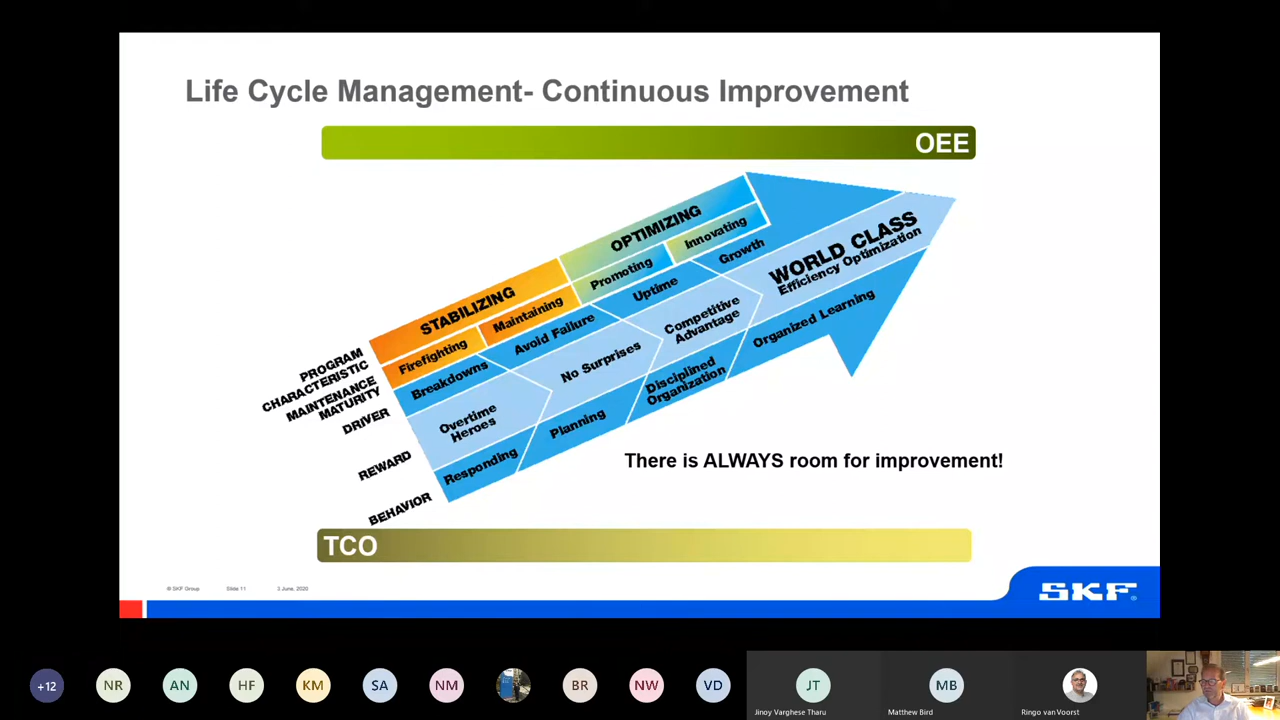 Life Cycle Management- Continuous Improvement
OEE
STABILIZING
OPTIMIZING
Firefighting
Maintaining
Promoting
Innovating
Breakdowns
Avoid Failure
Uptime
Growth
Overtime
Heroes
No Surprises
Competitive
Advantage
WORLD CLASS
Efficiency Optimization
Responding
Planning
Disciplined
Organization
Organized Learning
PROGRAM
CHARACTERISTIC
MAINTENANCE
MATURITY
DRIVER
REWARD
BEHAVIOR
There is ALWAYS room for improvement!
TCO
© SKF Group
Slide 11
3 June, 2020
SKF®
+12
NR
AN
HF
KM
SA
NM
BR
NW
VD
JT
MB
Jinoy Varghese Tharu
Matthew Bird
Ringo van Voorst